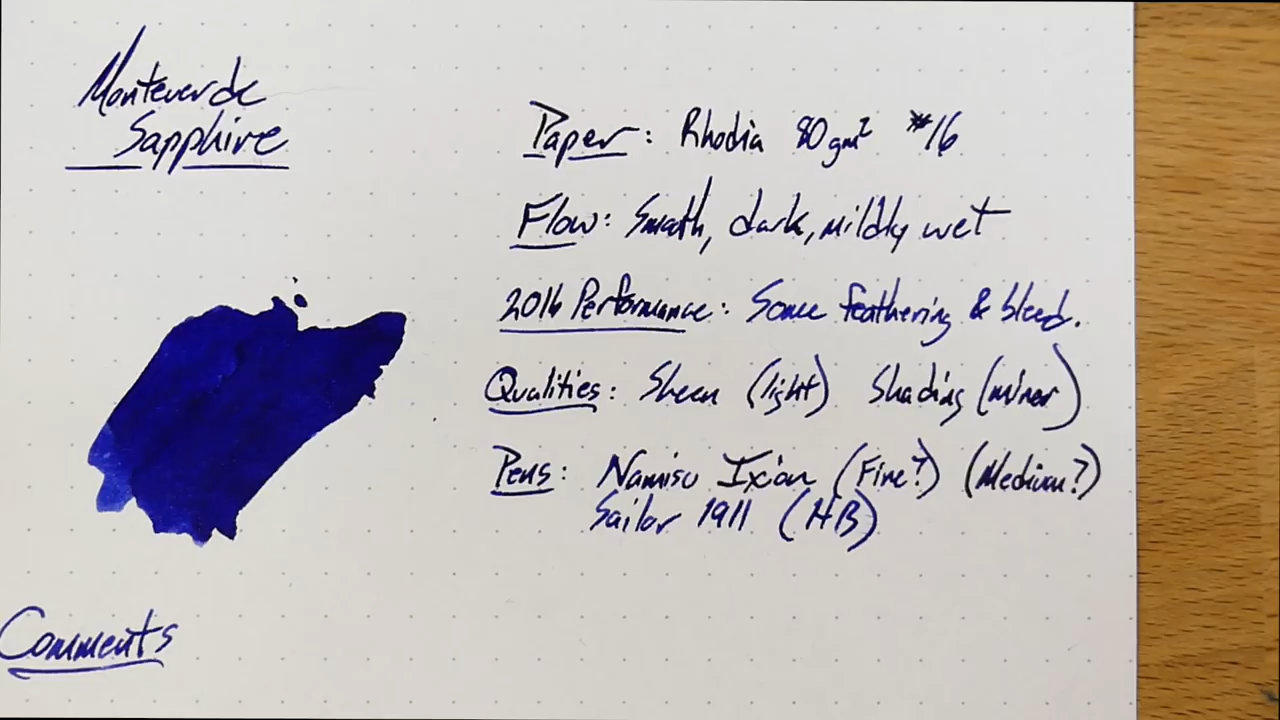 Monteverde
Sapphire
Paper: Rhodia 80gm² #16
Flow: Smooth, dark, mildly wet
2016 Performance: Some feathering & bleed.
Qualities: Sheen (light) Shading (minor)
Pens: Namisu Ixion (Fine?) (Medium?)
Sailor 1911 (HB)
Comments